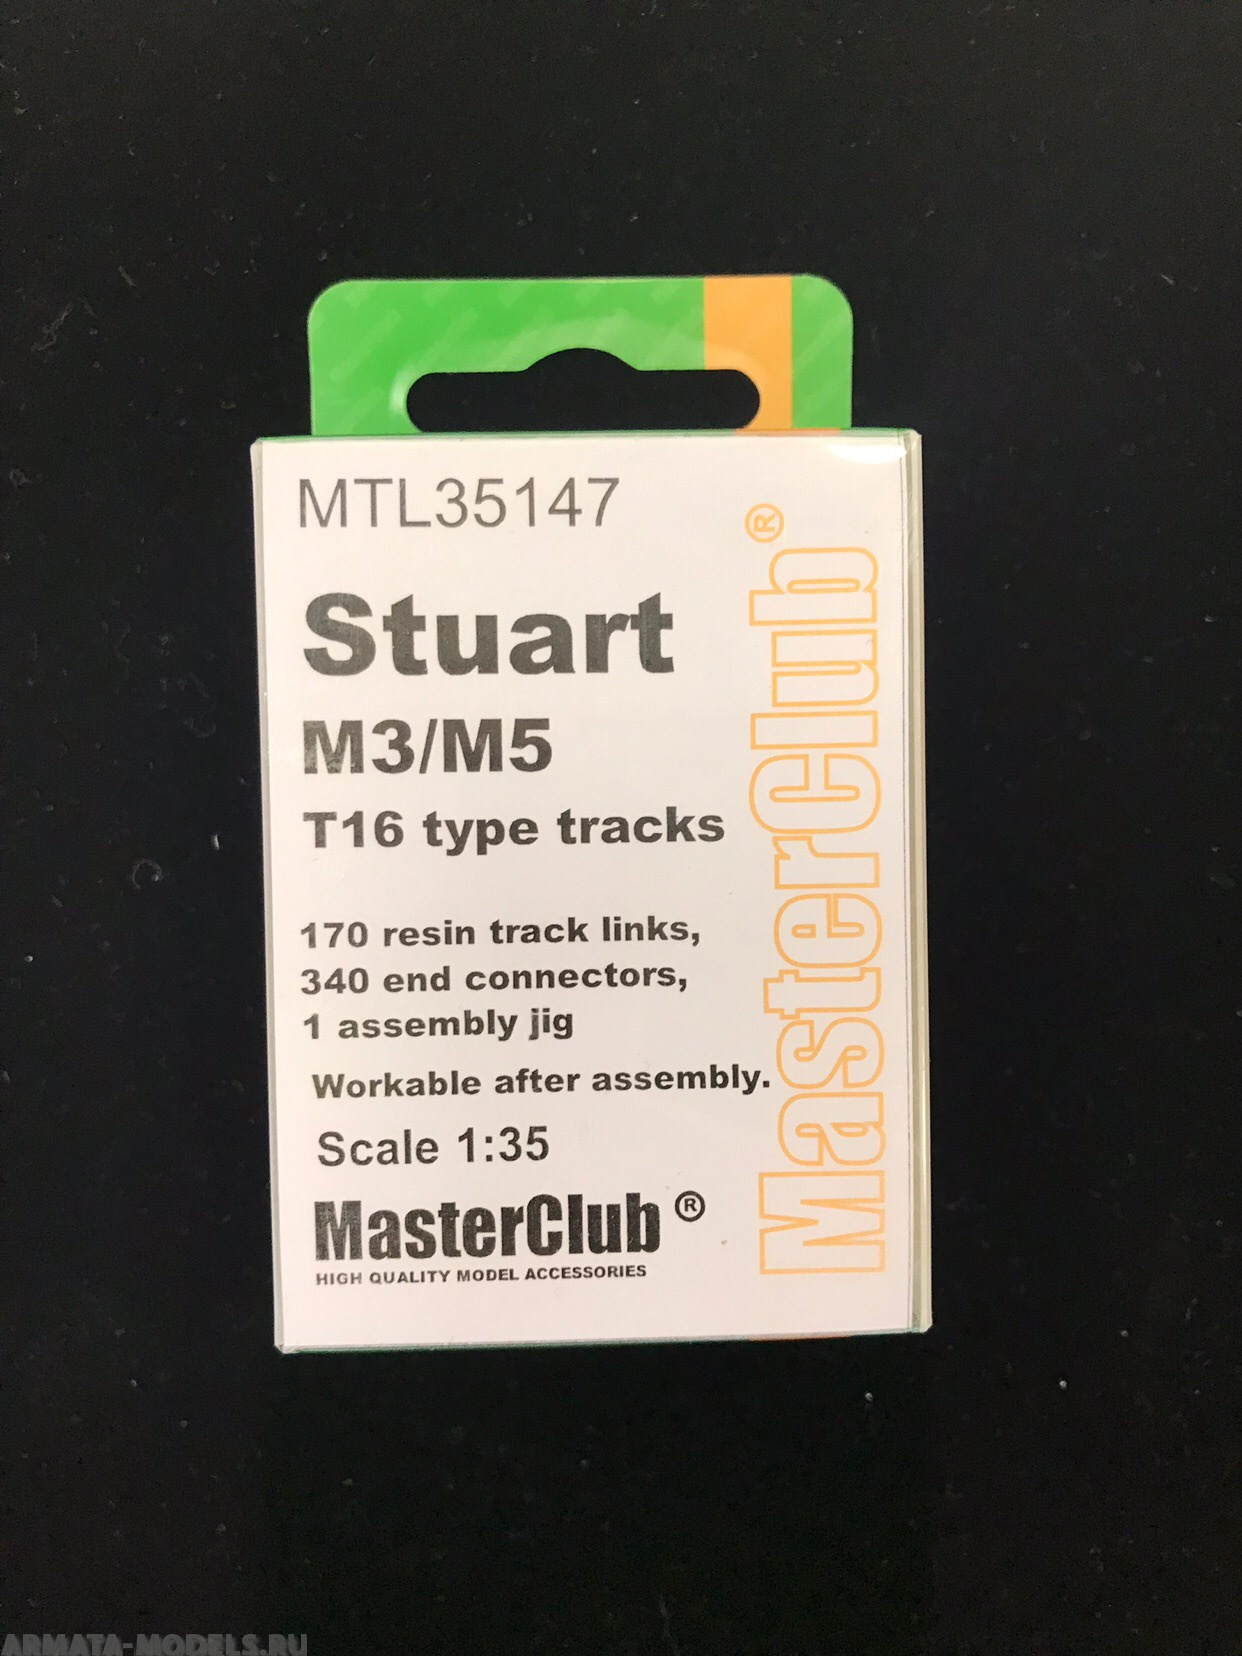 MTL35147
Stuart
M3/M5
T16 type tracks
170 resin track links,
340 end connectors,
1 assembly jig
Workable after assembly.
Scale 1:35
MasterClub ®
HIGH QUALITY MODEL ACCESSORIES
MasterClub ®
ARMATA-MODELS.RU